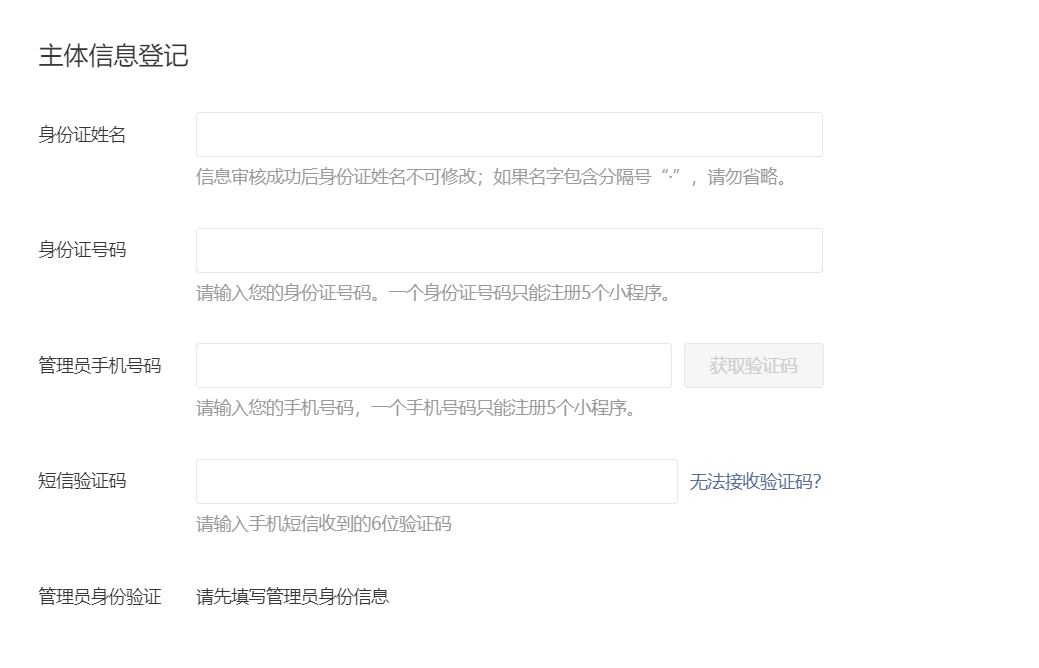 主体信息登记
身份证姓名
信息审核成功后身份证姓名不可修改；如果名字包含分隔号“·”，请勿省略。
身份证号码
请输入您的身份证号码。一个身份证号码只能注册5个小程序。
管理员手机号码
获取验证码
请输入您的手机号码，一个手机号码只能注册5个小程序。
短信验证码
无法接收验证码?
请输入手机短信收到的6位验证码
管理员身份验证 请先填写管理员身份信息